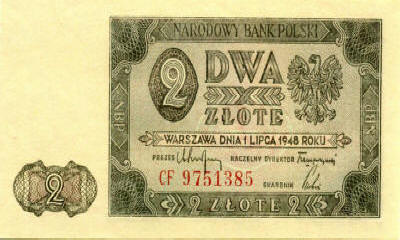 NARODOWY BANK POLSKI
2 DWA
ZŁOTE
NBP
NBP
WARSZAWA DNIA 1 LIPCA 1948 ROKU
PREZES NACZELNY DYREKTOR
CF 9751385
SKARBNIK
2
2 ZŁOTE 2